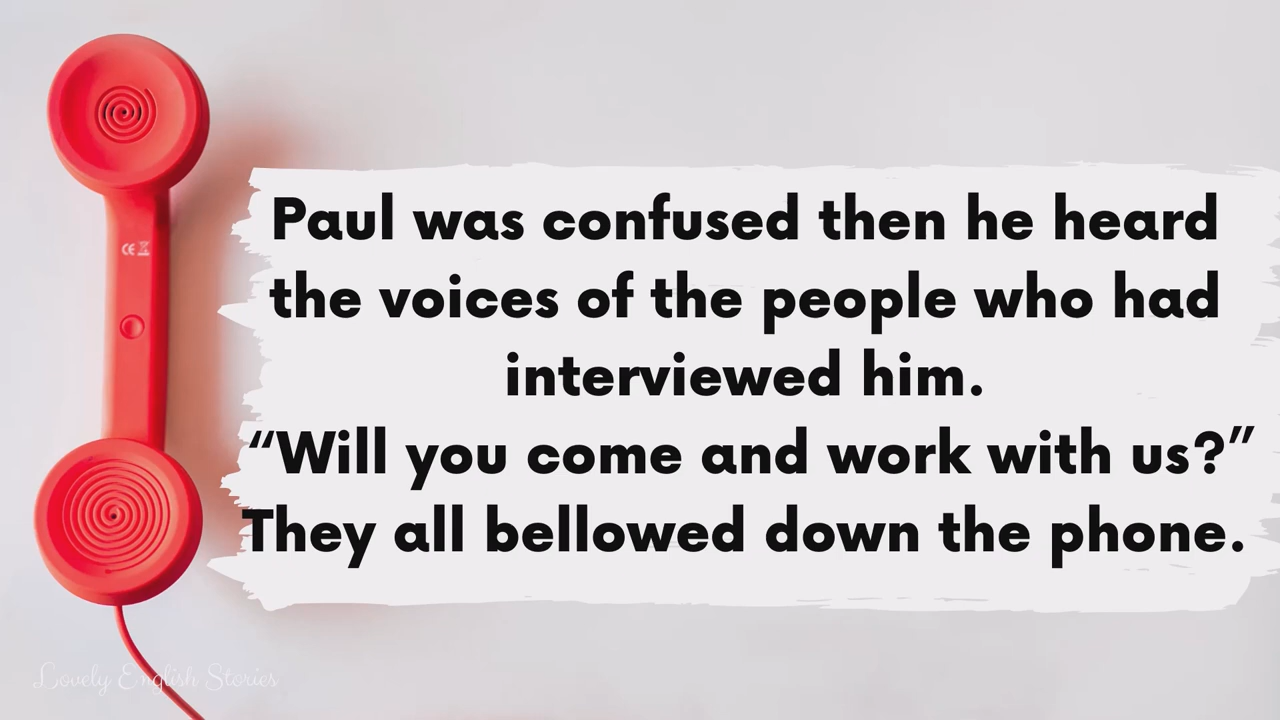 Paul was confused then he heard
the voices of the people who had
interviewed him.
“Will you come and work with us?”
They all bellowed down the phone.
CE
Lovely English Stories